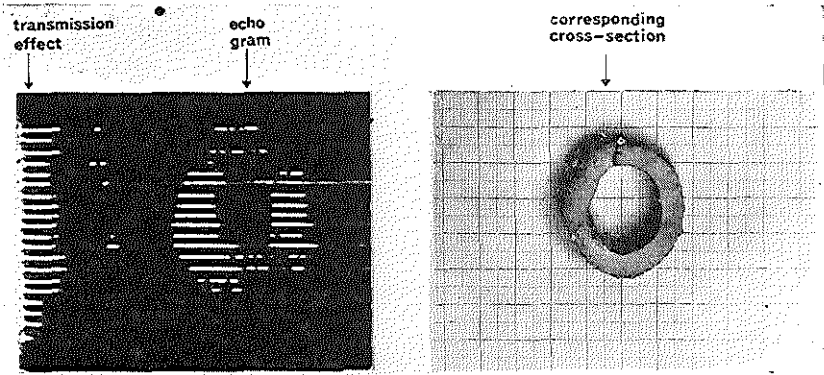 transmission
effect
echo
gram
corresponding
cross-section